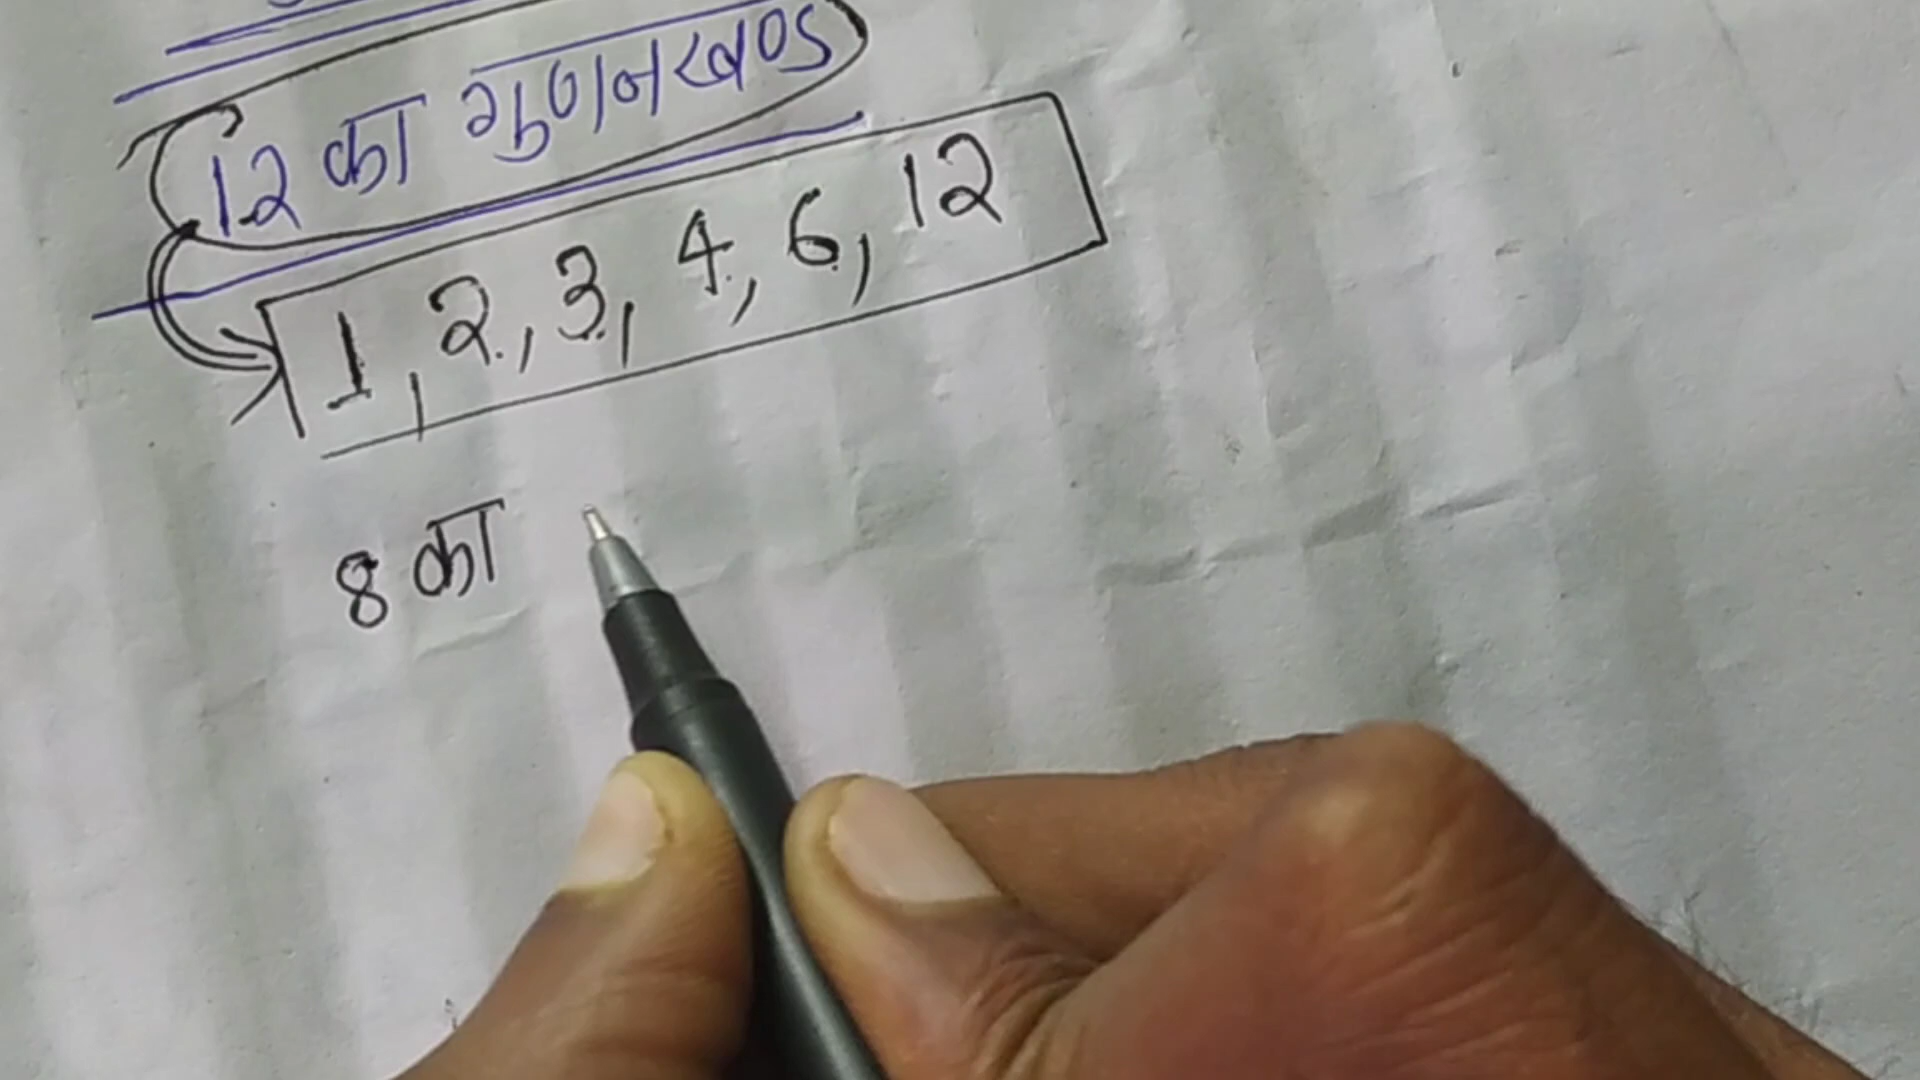 12 का गुणनखण्ड
1, 2, 3, 4, 6, 12
8 का